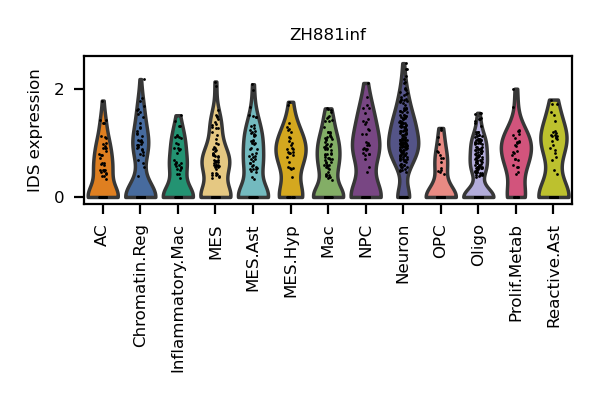 ZH881inf
IDS expression
2
0
AC
Chromatin.Reg
Inflammatory.Mac
MES
MES.Ast
MES.Hyp
Mac
NPC
Neuron
OPC
Oligo
Prolif.Metab
Reactive.Ast